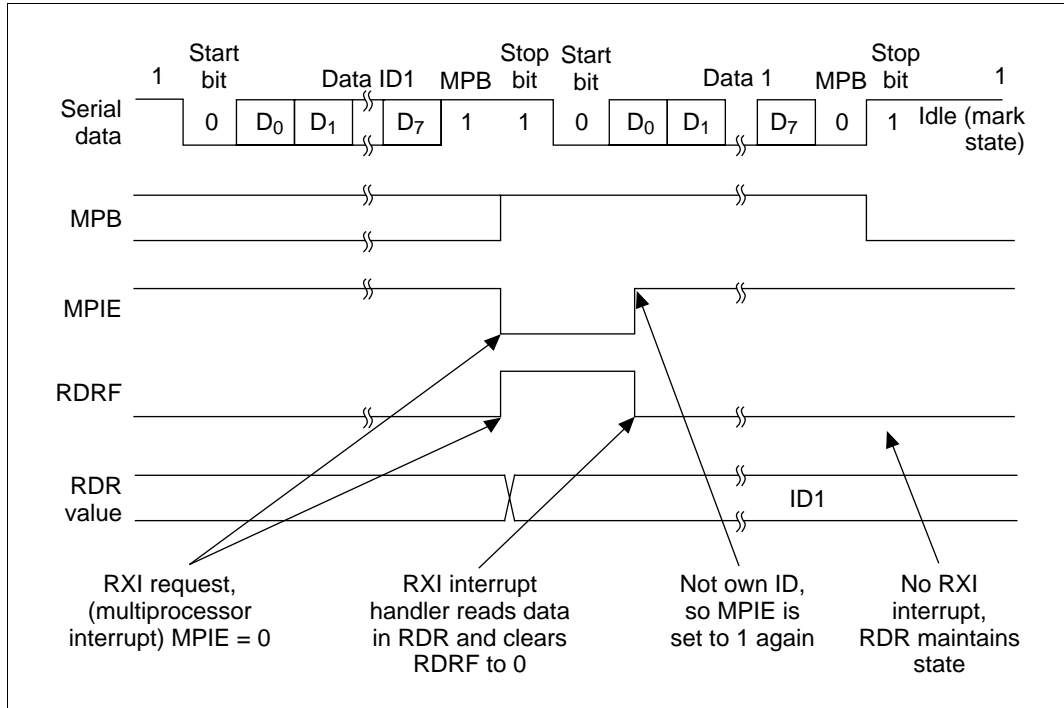 1 Start bit Data ID1 MPB Stop bit Start bit Data 1 MPB Stop bit 1
Serial data 0 D0 D1 D7 1 1 0 D0 D1 D7 0 1 Idle (mark state)
MPB
MPIE
RDRF
RDR value ID1
RXI request,
(multiprocessor
interrupt) MPIE = 0
RXI interrupt
handler reads data
in RDR and clears
RDRF to 0
Not own ID,
so MPIE is
set to 1 again
No RXI
interrupt,
RDR maintains
state